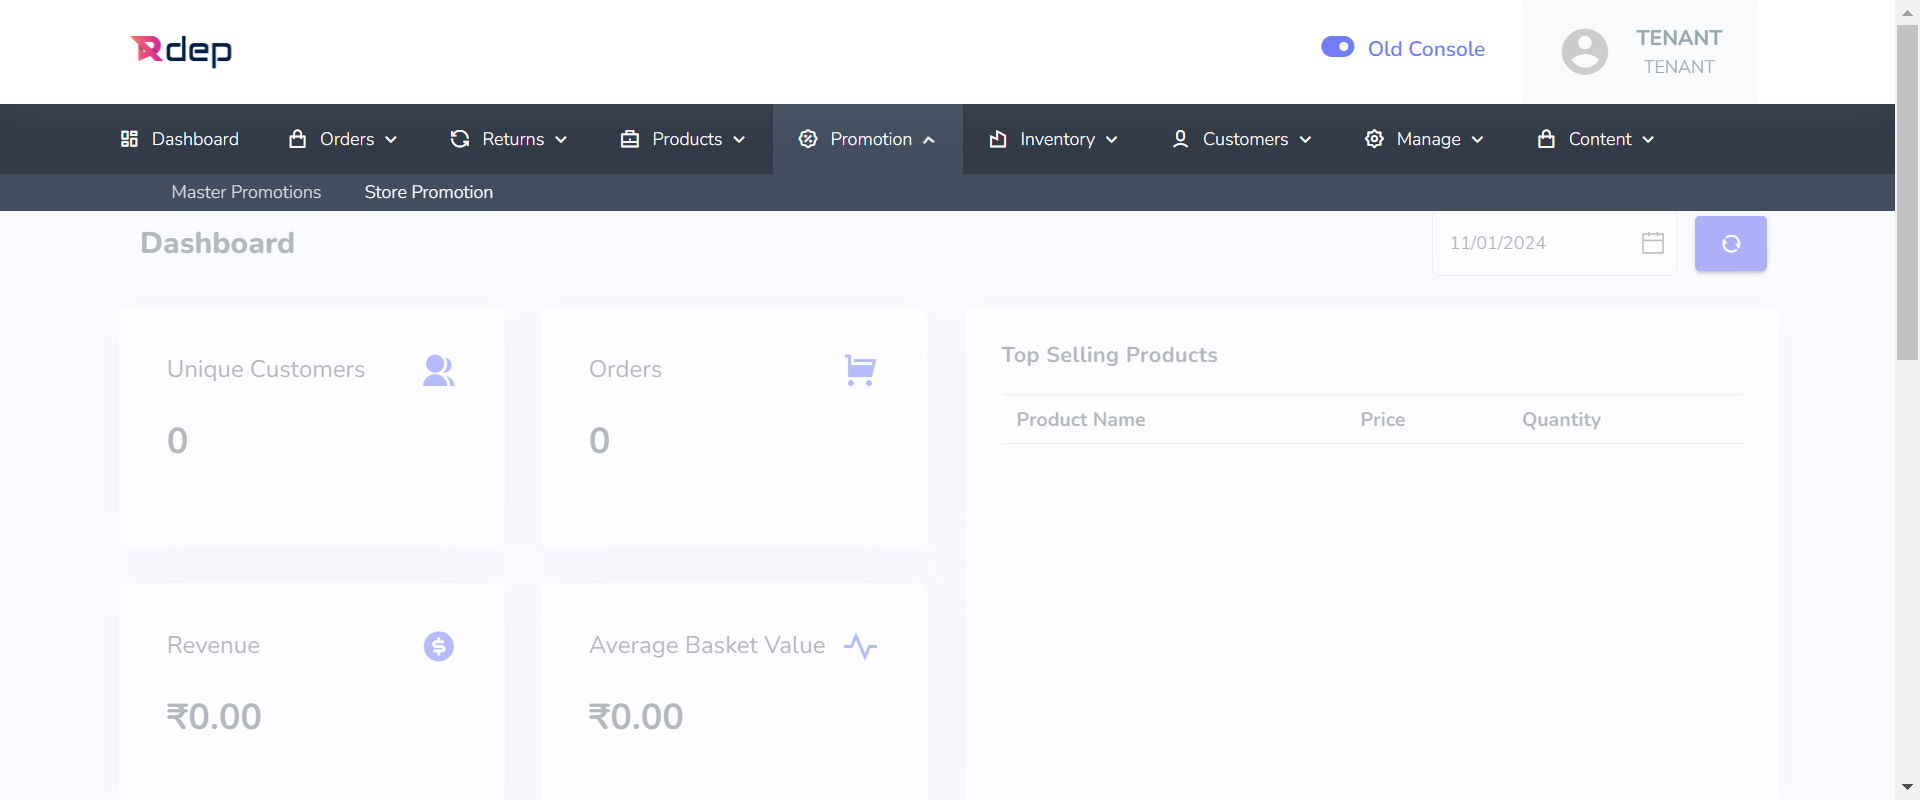 Rdep
Old Console
TENANT
TENANT
Dashboard Orders Returns Products Promotion Inventory Customers Manage Content
Master Promotions Store Promotion
Dashboard
11/01/2024
Unique Customers
0
Orders
0
Top Selling Products
Product Name Price Quantity
Revenue
₹0.00
Average Basket Value
₹0.00